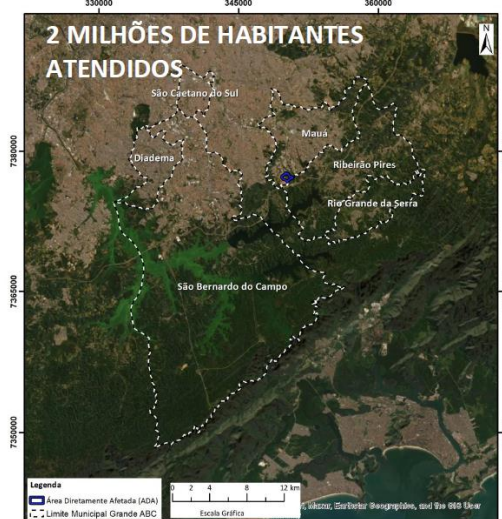 330000 345000 360000
2 MILHÕES DE HABITANTES
ATENDIDOS
N
São Caetano do Sul
Mauá
7380000
Diadema
Ribeirão Pires
Rio Grande da Serra
São Bernardo do Campo
7365000
7350000
Legenda
Área Diretamente Afetada (ADA)
Limite Municipal Grande ABC
0 2 4 8 12 km
Escala Gráfica
Maxar, Earthstar Geographics, and the GIS User